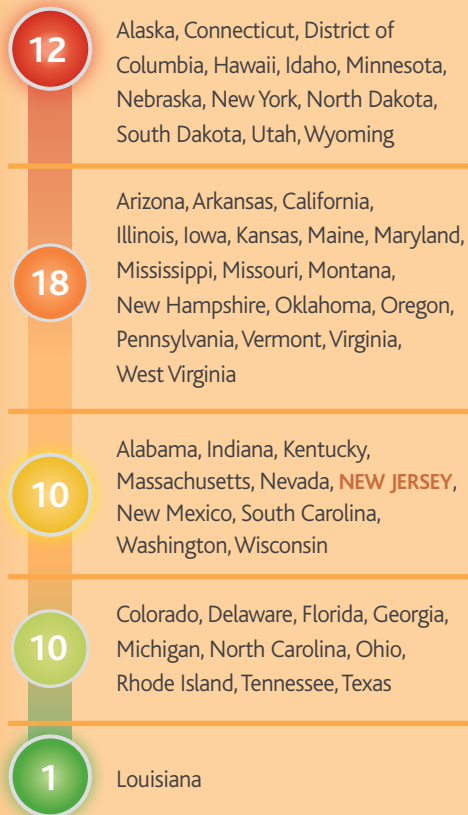 12
Alaska, Connecticut, District of
Columbia, Hawaii, Idaho, Minnesota,
Nebraska, New York, North Dakota,
South Dakota, Utah, Wyoming
18
Arizona, Arkansas, California,
Illinois, Iowa, Kansas, Maine, Maryland,
Mississippi, Missouri, Montana,
New Hampshire, Oklahoma, Oregon,
Pennsylvania, Vermont, Virginia,
West Virginia
10
Alabama, Indiana, Kentucky,
Massachusetts, Nevada, NEW JERSEY,
New Mexico, South Carolina,
Washington, Wisconsin
10
Colorado, Delaware, Florida, Georgia,
Michigan, North Carolina, Ohio,
Rhode Island, Tennessee, Texas
1
Louisiana